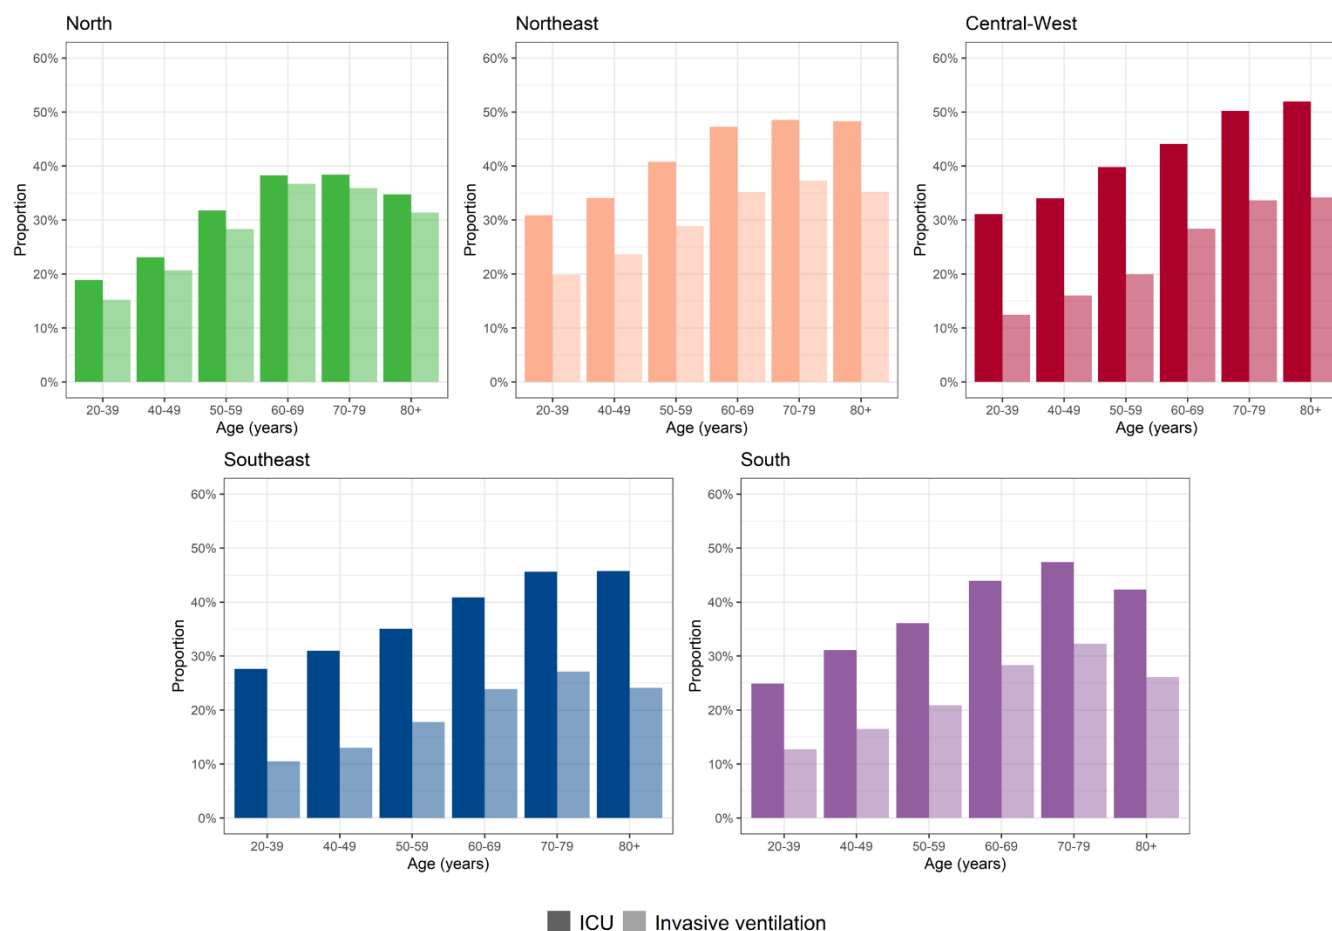 North
Northeast
Central-West
60%
50%
40%
30%
20%
10%
0%
Proportion
20-39 40-49 50-59 60-69 70-79 80+
Age (years)
60%
50%
40%
30%
20%
10%
0%
Proportion
20-39 40-49 50-59 60-69 70-79 80+
Age (years)
60%
50%
40%
30%
20%
10%
0%
Proportion
20-39 40-49 50-59 60-69 70-79 80+
Age (years)
Southeast
South
60%
50%
40%
30%
20%
10%
0%
Proportion
20-39 40-49 50-59 60-69 70-79 80+
Age (years)
60%
50%
40%
30%
20%
10%
0%
Proportion
20-39 40-49 50-59 60-69 70-79 80+
Age (years)
ICU Invasive ventilation